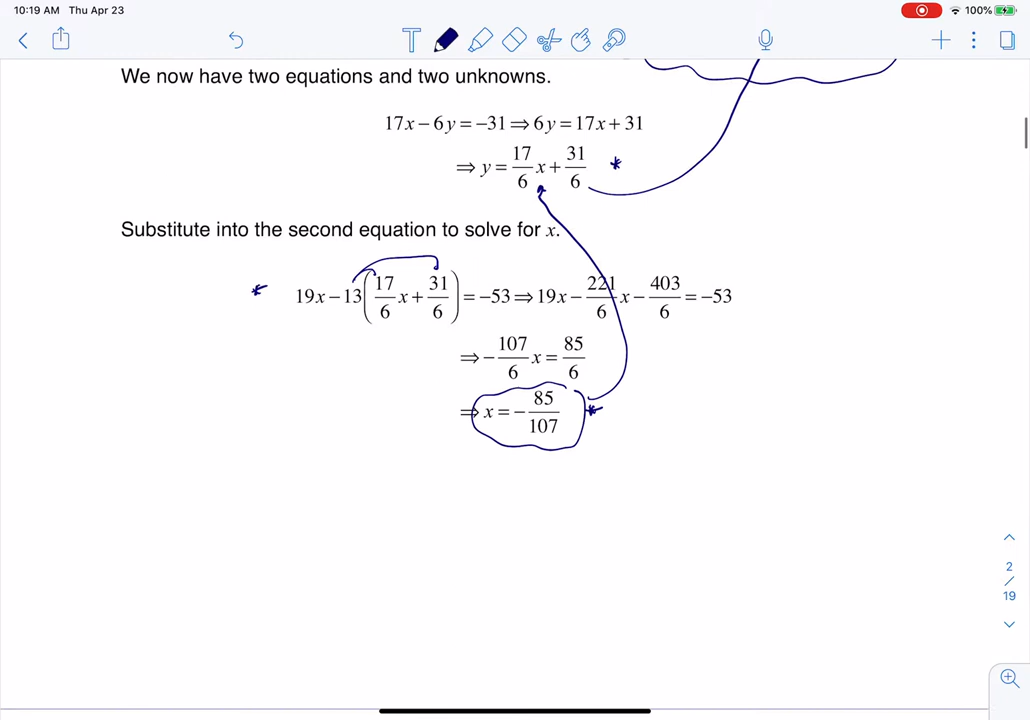 10:19 AM Thu Apr 23 100%
We now have two equations and two unknowns.
17x − 6y = −31 ⇒ 6y = 17x + 31
⇒ y = 17/6 x + 31/6 *
Substitute into the second equation to solve for x.
* 19x − 13(17/6 x + 31/6) = −53 ⇒ 19x − 221/6 x − 403/6 = −53
⇒ − 107/6 x = 85/6
⇒ x = − 85/107 *
2
/
19